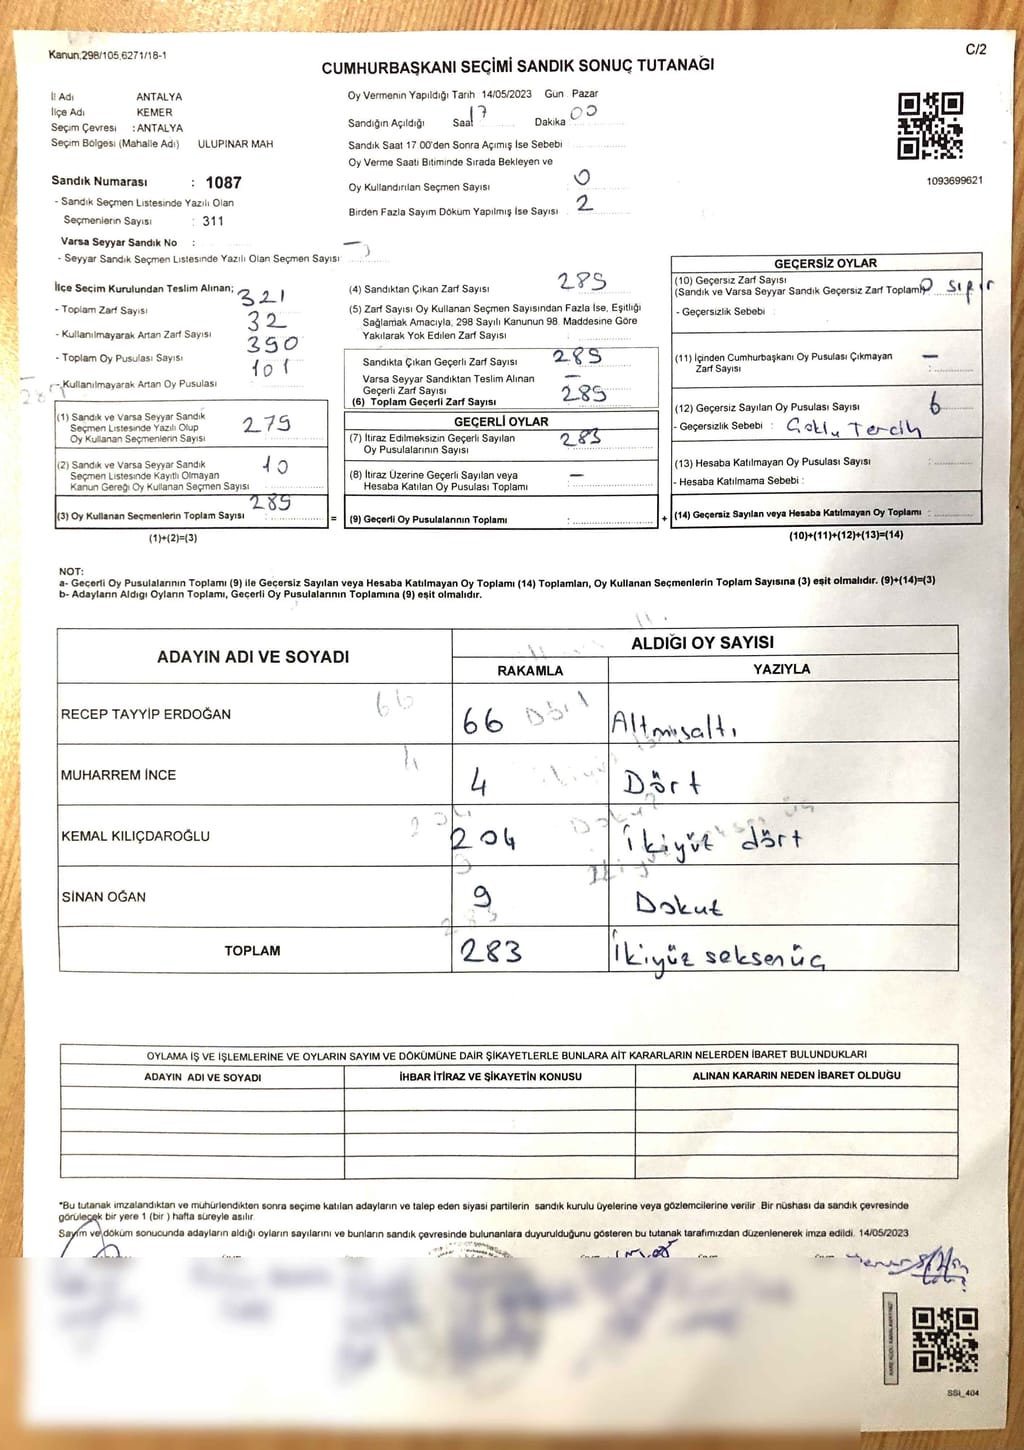 Kanun,298/105,6271/18-1
C/2
CUMHURBAŞKANI SEÇİMİ SANDIK SONUÇ TUTANAĞI
İl Adı ANTALYA
İlçe Adı KEMER
Seçim Çevresi : ANTALYA
Seçim Bölgesi (Mahalle Adı) ULUPINAR MAH
Sandık Numarası : 1087
- Sandık Seçmen Listesinde Yazılı Olan
Seçmenlerin Sayısı : 311
Varsa Seyyar Sandık No :
- Seyyar Sandık Seçmen Listesinde Yazılı Olan Seçmen Sayısı :
Oy Vermenin Yapıldığı Tarih 14/05/2023 Gün Pazar
Sandığın Açıldığı Saat 17 Dakika 00
Sandık Saat 17.00'den Sonra Açımış İse Sebebi
Oy Verme Saati Bitiminde Sırada Bekleyen ve
Oy Kullandırılan Seçmen Sayısı : 0
Birden Fazla Sayım Döküm Yapılmış İse Sayısı : 2
1093699621
İlçe Seçim Kurulundan Teslim Alınan;
- Toplam Zarf Sayısı 321
- Kullanılmayarak Artan Zarf Sayısı 32
- Toplam Oy Pusulası Sayısı 390
- Kullanılmayarak Artan Oy Pusulası 101
(1) Sandık ve Varsa Seyyar Sandık
Seçmen Listesinde Yazılı Olup
Oy Kullanan Seçmenlerin Sayısı 279
(2) Sandık ve Varsa Seyyar Sandık
Seçmen Listesinde Kayıtlı Olmayan
Kanun Gereği Oy Kullanan Seçmen Sayısı 10
(3) Oy Kullanan Seçmenlerin Toplam Sayısı : 289
(1)+(2)=(3)
(4) Sandıktan Çıkan Zarf Sayısı 289
(5) Zarf Sayısı Oy Kullanan Seçmen Sayısından Fazla İse, Eşitliği
Sağlamak Amacıyla, 298 Sayılı Kanunun 98. Maddesine Göre
Yakılarak Yok Edilen Zarf Sayısı :
Sandıkta Çıkan Geçerli Zarf Sayısı 289
Varsa Seyyar Sandıktan Teslim Alınan
Geçerli Zarf Sayısı –
(6) Toplam Geçerli Zarf Sayısı 289
GEÇERLİ OYLAR
(7) İtiraz Edilmeksizin Geçerli Sayılan
Oy Pusulalarının Sayısı : 283
(8) İtiraz Üzerine Geçerli Sayılan veya
Hesaba Katılan Oy Pusulası Toplamı : –
= (9) Geçerli Oy Pusulalarının Toplamı :
GEÇERSİZ OYLAR
(10) Geçersiz Zarf Sayısı
(Sandık ve Varsa Seyyar Sandık Geçersiz Zarf Toplamı) 0 sıfır
- Geçersizlik Sebebi :
(11) İçinden Cumhurbaşkanı Oy Pusulası Çıkmayan
Zarf Sayısı : –
(12) Geçersiz Sayılan Oy Pusulası Sayısı 6
- Geçersizlik Sebebi : Çoklu Tercih
(13) Hesaba Katılmayan Oy Pusulası Sayısı :
- Hesaba Katılmama Sebebi :
+ (14) Geçersiz Sayılan veya Hesaba Katılmayan Oy Toplamı :
(10)+(11)+(12)+(13)=(14)
NOT:
a- Geçerli Oy Pusulalarının Toplamı (9) ile Geçersiz Sayılan veya Hesaba Katılmayan Oy Toplamı (14) Toplamları, Oy Kullanan Seçmenlerin Toplam Sayısına (3) eşit olmalıdır. (9)+(14)=(3)
b- Adayların Aldığı Oyların Toplamı, Geçerli Oy Pusulalarının Toplamına (9) eşit olmalıdır.
ADAYIN ADI VE SOYADI
ALDIĞI OY SAYISI
RAKAMLA YAZIYLA
RECEP TAYYİP ERDOĞAN 66 Altmışaltı
MUHARREM İNCE 4 Dört
KEMAL KILIÇDAROĞLU 204 İkiyüz dört
SİNAN OĞAN 9 Dokuz
TOPLAM 283 İkiyüz seksenüç
OYLAMA İŞ VE İŞLEMLERİNE VE OYLARIN SAYIM VE DÖKÜMÜNE DAİR ŞİKAYETLERLE BUNLARA AİT KARARLARIN NELERDEN İBARET BULUNDUKLARI
ADAYIN ADI VE SOYADI İHBAR İTİRAZ VE ŞİKAYETİN KONUSU ALINAN KARARIN NEDEN İBARET OLDUĞU
*Bu tutanak imzalandıktan ve mühürlendikten sonra seçime katılan adayların ve talep eden siyasi partilerin sandık kurulu üyelerine veya gözlemcilerine verilir. Bir nüshası da sandık çevresinde
görülecek bir yere 1 (bir ) hafta süreyle asılır.
Sayım ve döküm sonucunda adayların aldığı oyların sayılarını ve bunların sandık çevresinde bulunanlara duyurulduğunu gösteren bu tutanak tarafımızdan düzenlenerek imza edildi. 14/05/2023
SSİ_404